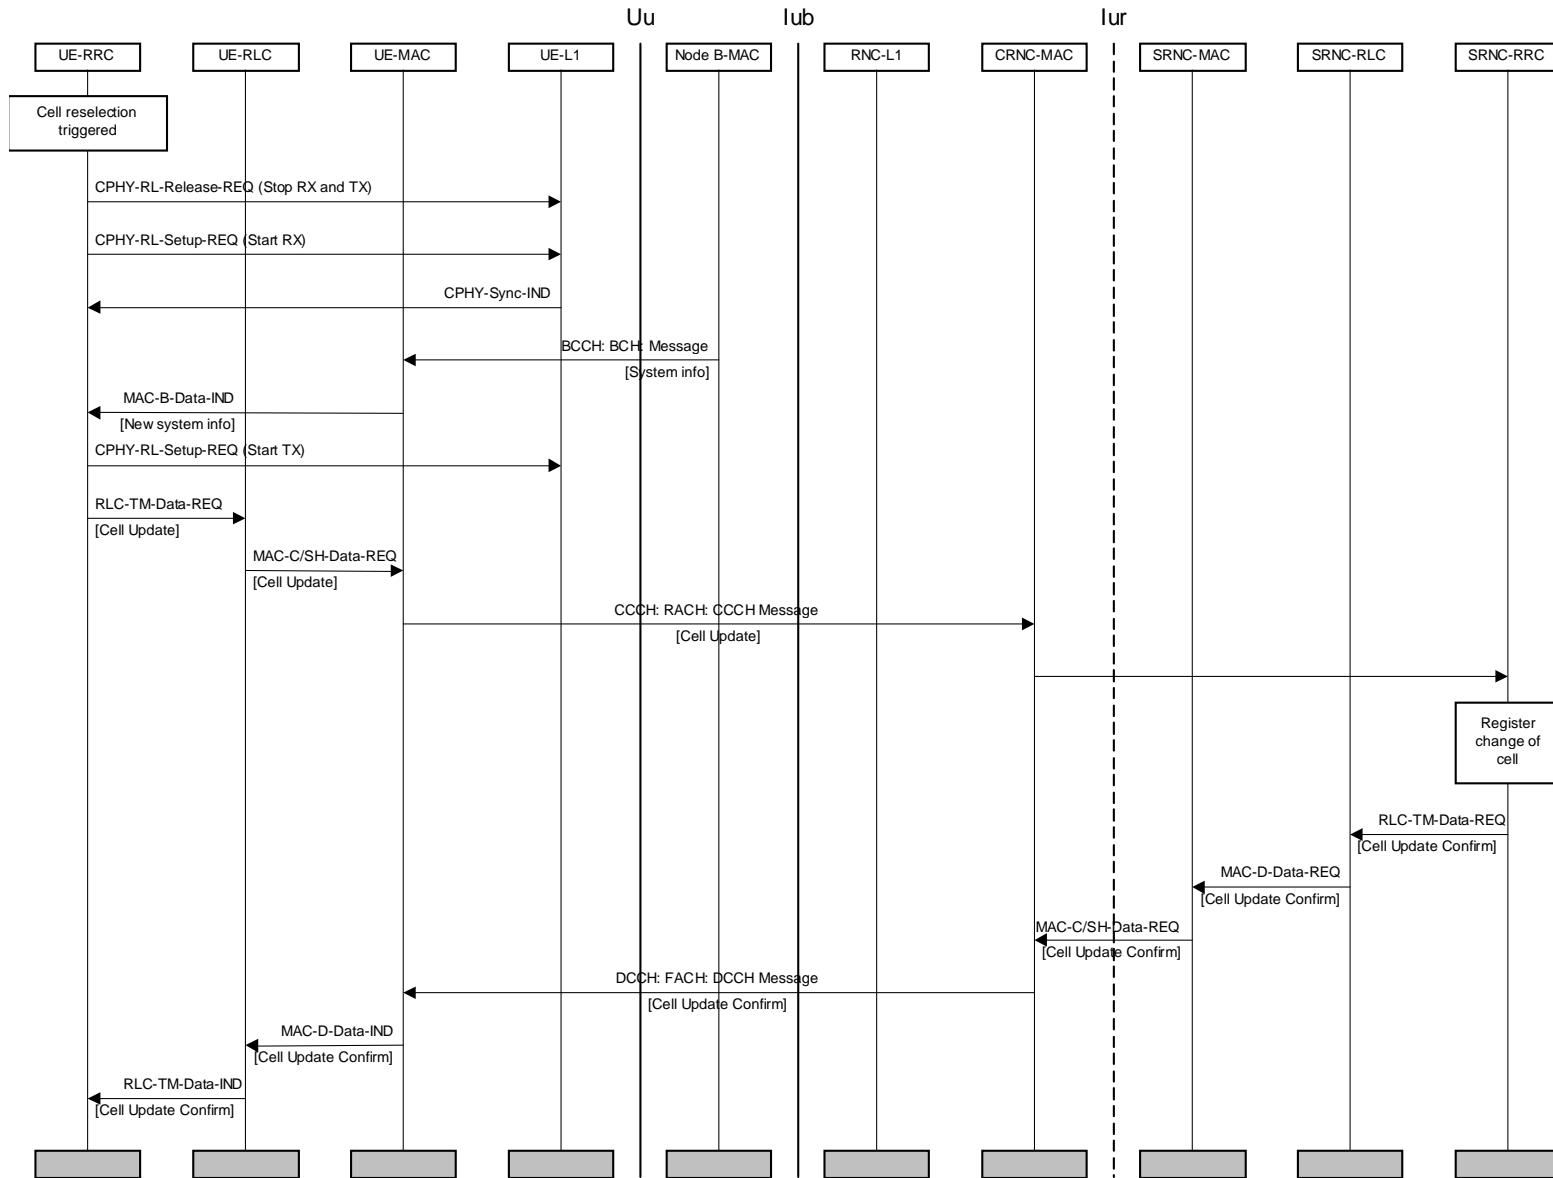 Uu Iub Iur
UE-RRC UE-RLC UE-MAC UE-L1 Node B-MAC RNC-L1 CRNC-MAC SRNC-MAC SRNC-RLC SRNC-RRC
Cell reselection
triggered
CPHY-RL-Release-REQ (Stop RX and TX)
CPHY-RL-Setup-REQ (Start RX)
CPHY-Sync-IND
BCCH: BCH: Message
[System info]
MAC-B-Data-IND
[New system info]
CPHY-RL-Setup-REQ (Start TX)
RLC-TM-Data-REQ
[Cell Update]
MAC-C/SH-Data-REQ
[Cell Update]
CCCH: RACH: CCCH Message
[Cell Update]
Register
change of
cell
RLC-TM-Data-REQ
[Cell Update Confirm]
MAC-D-Data-REQ
[Cell Update Confirm]
MAC-C/SH-Data-REQ
[Cell Update Confirm]
DCCH: FACH: DCCH Message
[Cell Update Confirm]
MAC-D-Data-IND
[Cell Update Confirm]
RLC-TM-Data-IND
[Cell Update Confirm]